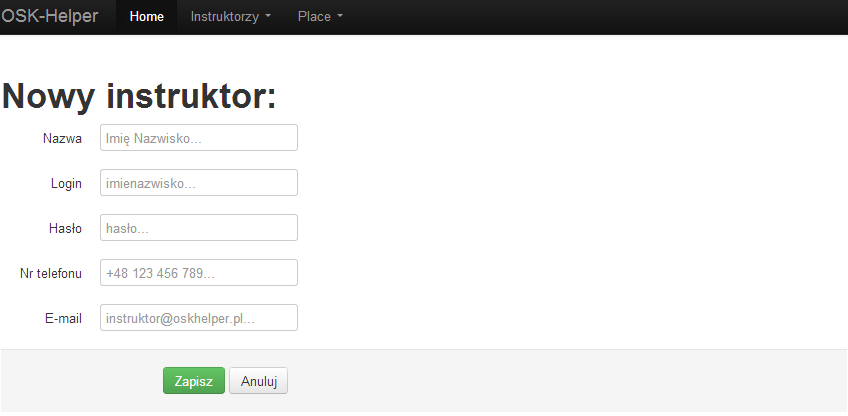 OSK-Helper Home Instruktorzy Place
Nowy instruktor:
Nazwa Imię Nazwisko...
Login imienazwisko...
Hasło hasło...
Nr telefonu +48 123 456 789...
E-mail instruktor@oskhelper.pl...
Zapisz Anuluj